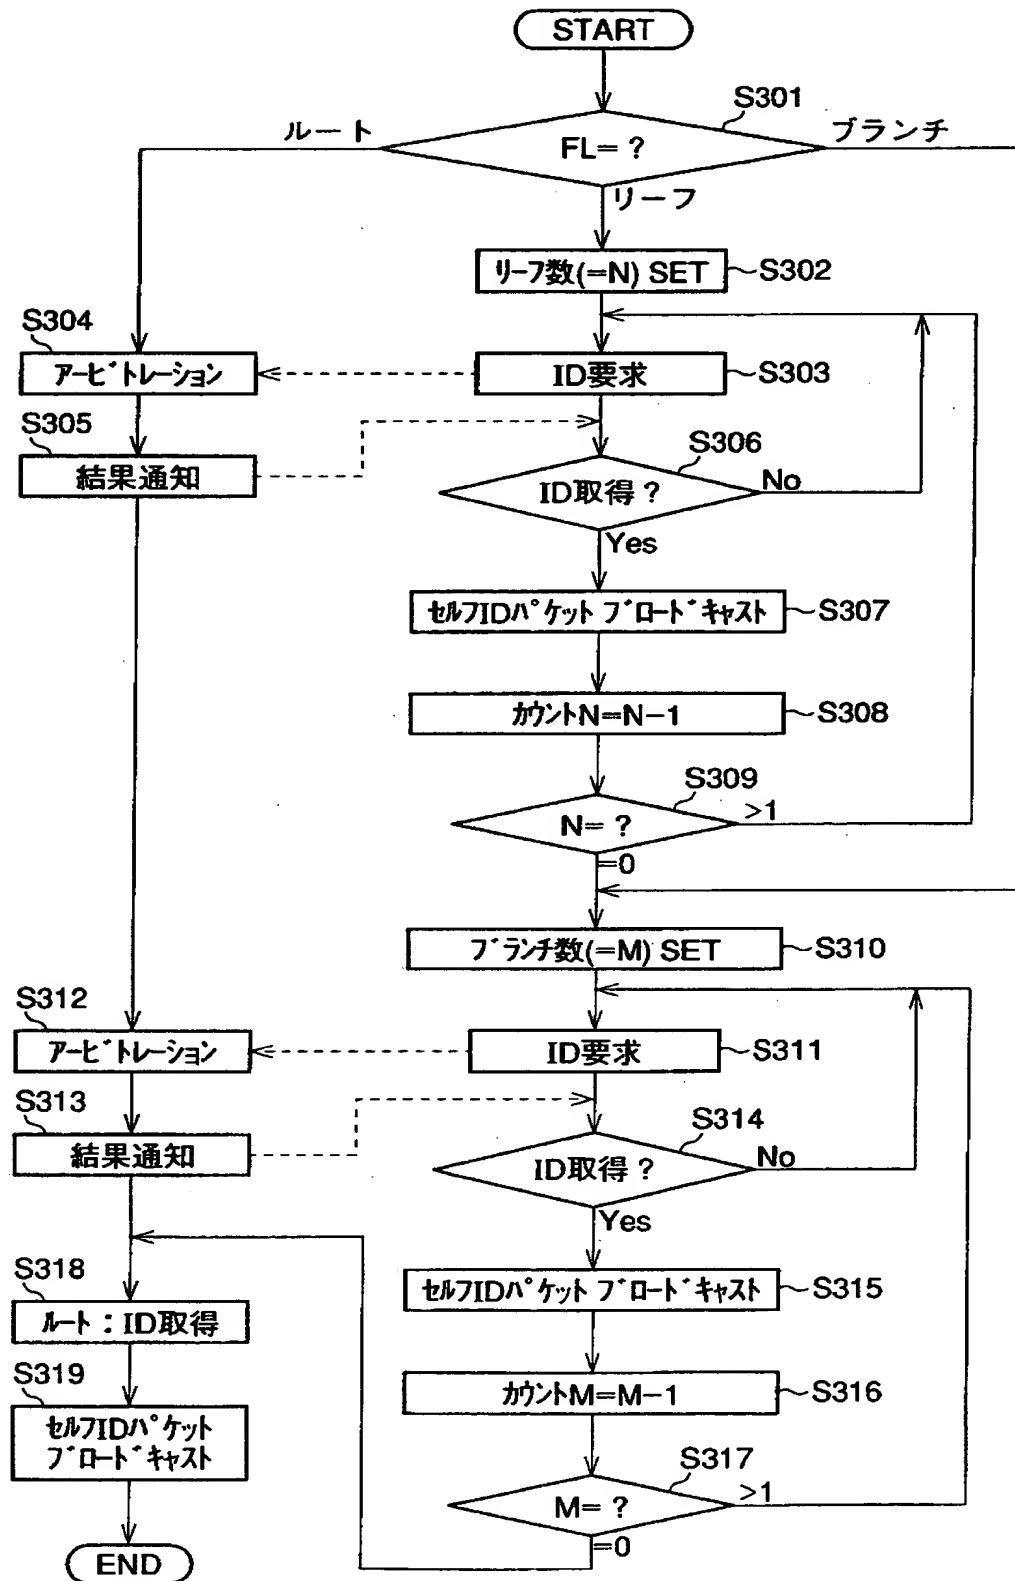 START
S301
ルート
FL=？
ブランチ
リーフ
ﾘｰﾌ数(=N) SET
S302
S304
ｱｰﾋﾞﾄﾚｰｼｮﾝ
ID要求
S303
S305
結果通知
S306
ID取得？
No
Yes
ｾﾙﾌIDﾊﾟｹｯﾄ ﾌﾞﾛｰﾄﾞｷｬｽﾄ
S307
ｶｳﾝﾄN=N−1
S308
S309
N=？
>1
=0
ﾌﾞﾗﾝﾁ数(=M) SET
S310
S312
ｱｰﾋﾞﾄﾚｰｼｮﾝ
ID要求
S311
S313
結果通知
S314
ID取得？
No
Yes
S318
ﾙｰﾄ：ID取得
ｾﾙﾌIDﾊﾟｹｯﾄ ﾌﾞﾛｰﾄﾞｷｬｽﾄ
S315
S319
ｾﾙﾌIDﾊﾟｹｯﾄ
ﾌﾞﾛｰﾄﾞｷｬｽﾄ
ｶｳﾝﾄM=M−1
S316
S317
M=？
>1
=0
END